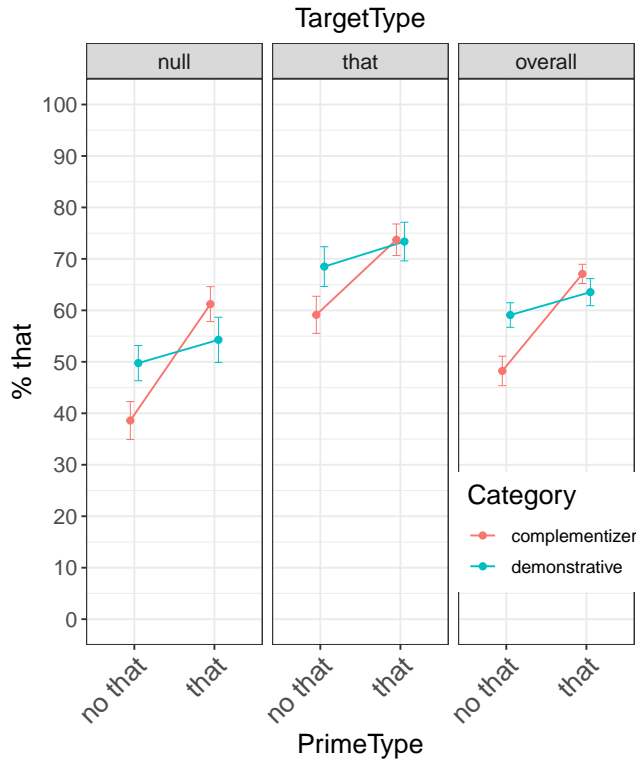 TargetType
null that overall
100
90
80
70
60
50
40
30
20
10
0
% that
Category
complementizer
demonstrative
no that that no that that no that that
PrimeType